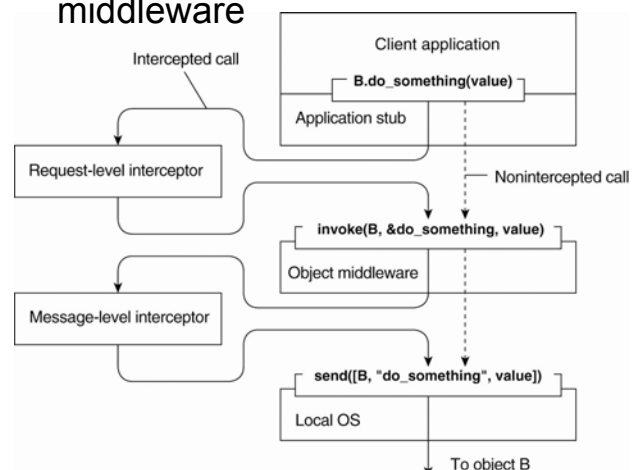 middleware
Client application
Intercepted call
B.do_something(value)
Application stub
Request-level interceptor
Nonintercepted call
invoke(B, &do_something, value)
Object middleware
Message-level interceptor
send([B, "do_something", value])
Local OS
To object B